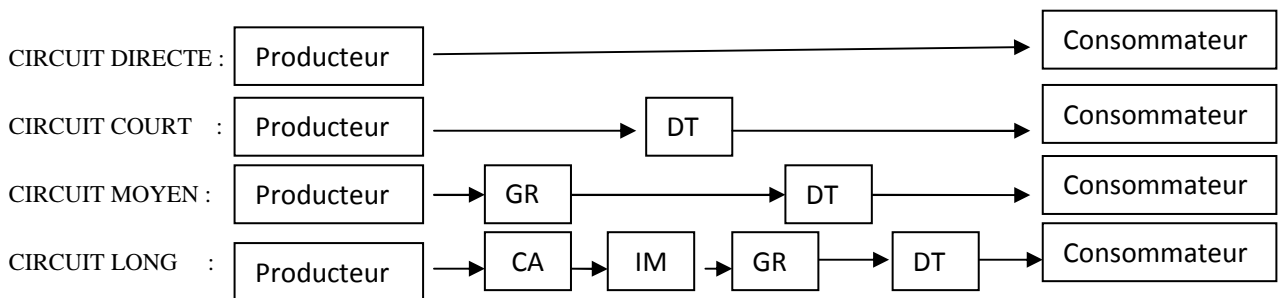 CIRCUIT DIRECTE : Producteur Consommateur
CIRCUIT COURT : Producteur DT Consommateur
CIRCUIT MOYEN : Producteur GR DT Consommateur
CIRCUIT LONG : Producteur CA IM GR DT Consommateur